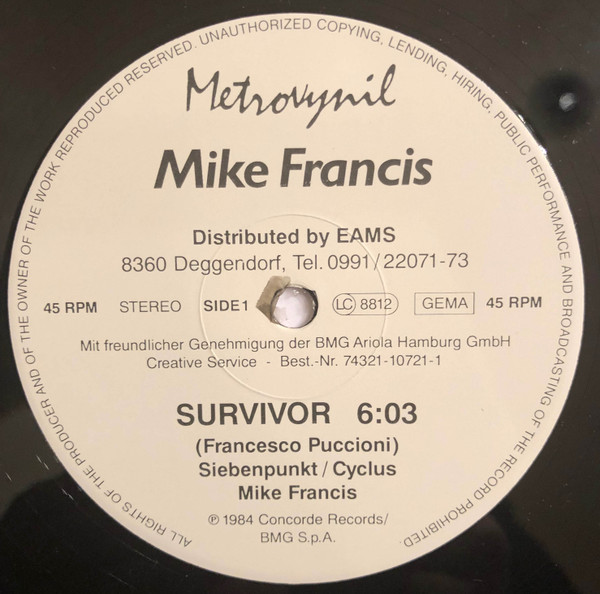 ALL RIGHTS OF THE PRODUCER AND OF THE OWNER OF THE WORK REPRODUCED RESERVED. UNAUTHORIZED COPYING, LENDING, HIRING, PUBLIC PERFORMANCE AND BROADCASTING OF THE RECORD PROHIBITED
Metrovynil
Mike Francis
Distributed by EAMS
8360 Deggendorf, Tel. 0991/22071-73
45 RPM STEREO SIDE 1 LC 8812 GEMA 45 RPM
Mit freundlicher Genehmigung der BMG Ariola Hamburg GmbH
Creative Service - Best.-Nr. 74321-10721-1
SURVIVOR 6:03
(Francesco Puccioni)
Siebenpunkt / Cyclus
Mike Francis
℗ 1984 Concorde Records/
BMG S.p.A.